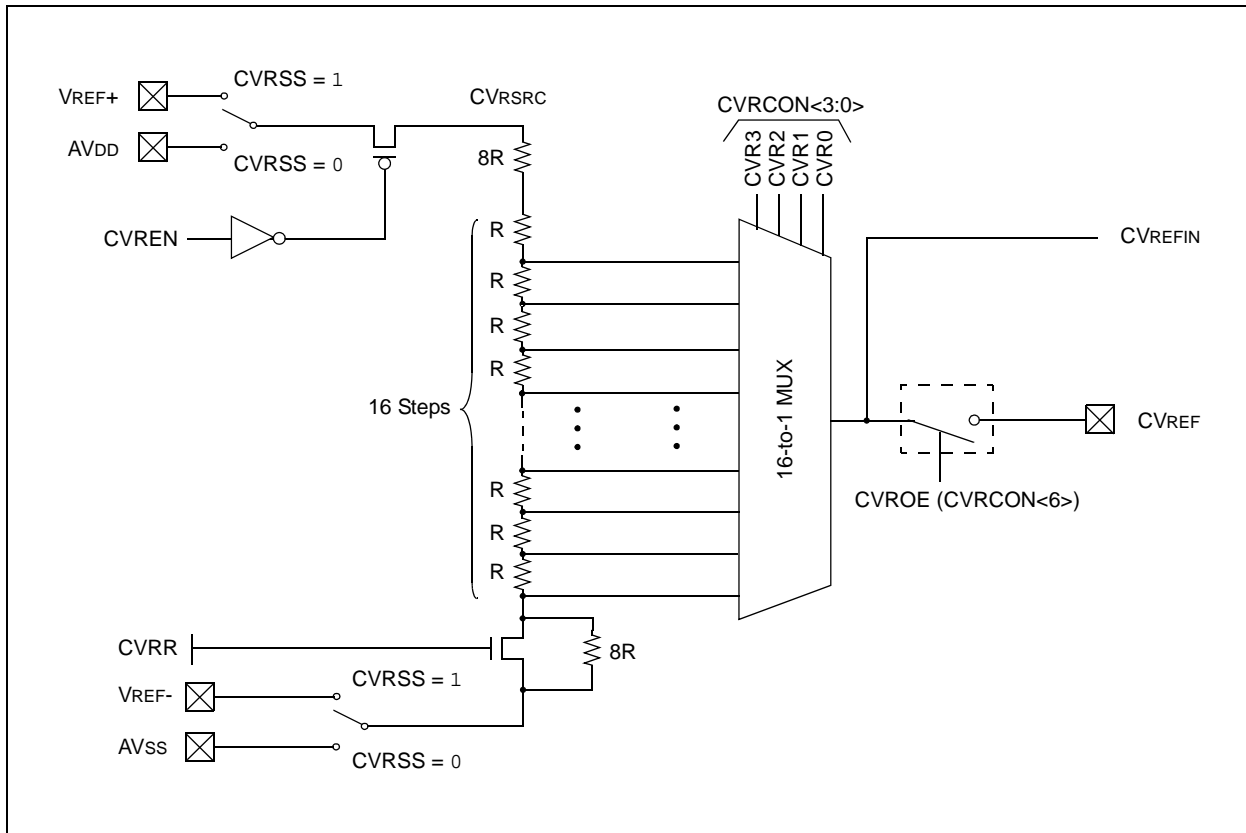 VREF+
CVRSS = 1
AVDD
CVRSS = 0
CVRSRC
8R
CVREN
R
R
R
R
16 Steps
R
R
R
CVRCON<3:0>
CVR3
CVR2
CVR1
CVR0
16-to-1 MUX
CVREFIN
CVREF
CVROE (CVRCON<6>)
CVRR
8R
VREF-
CVRSS = 1
AVSS
CVRSS = 0